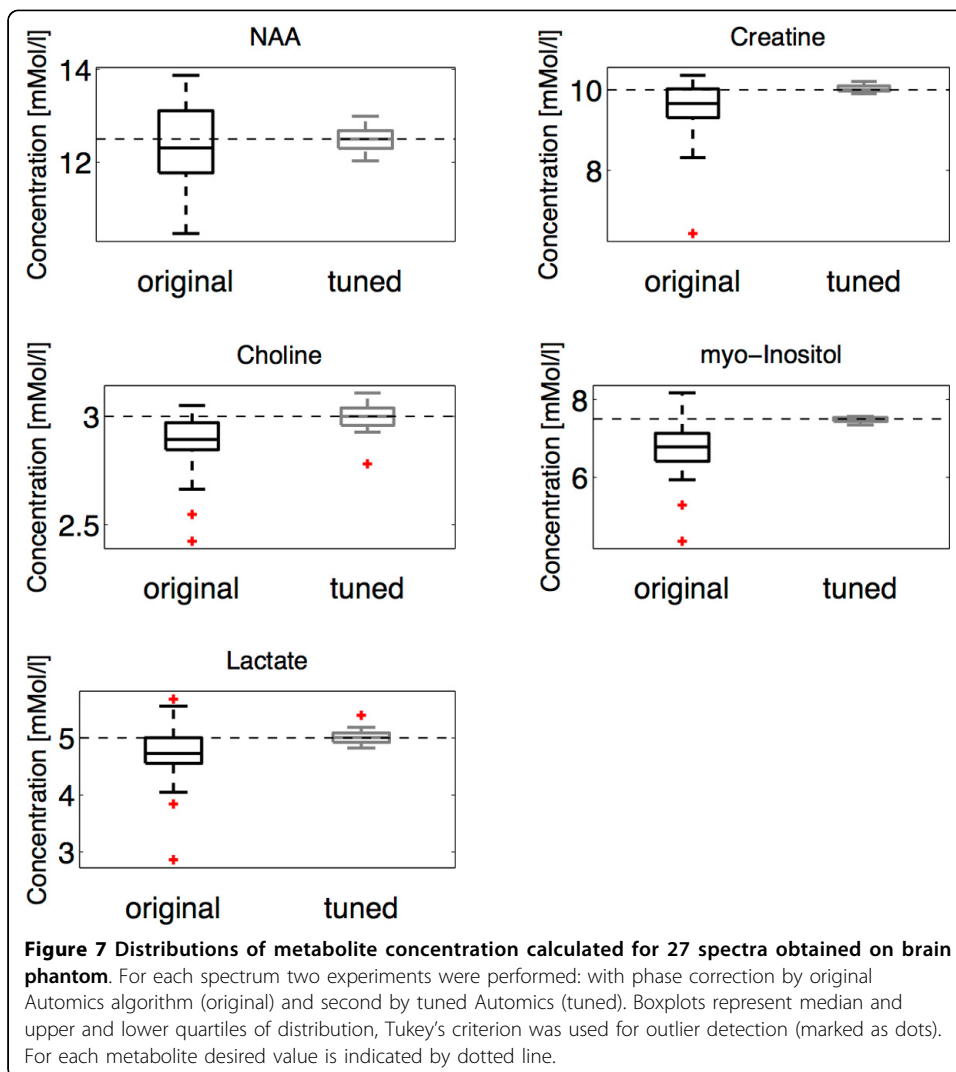 NAA
Creatine
Concentration [mMol/l]
14
12
original tuned
Concentration [mMol/l]
10
8
original tuned
Choline
myo-Inositol
Concentration [mMol/l]
3
2.5
original tuned
Concentration [mMol/l]
8
6
original tuned
Lactate
Concentration [mMol/l]
5
4
3
original tuned
Figure 7 Distributions of metabolite concentration calculated for 27 spectra obtained on brain
phantom. For each spectrum two experiments were performed: with phase correction by original
Automics algorithm (original) and second by tuned Automics (tuned). Boxplots represent median and
upper and lower quartiles of distribution, Tukey's criterion was used for outlier detection (marked as dots).
For each metabolite desired value is indicated by dotted line.